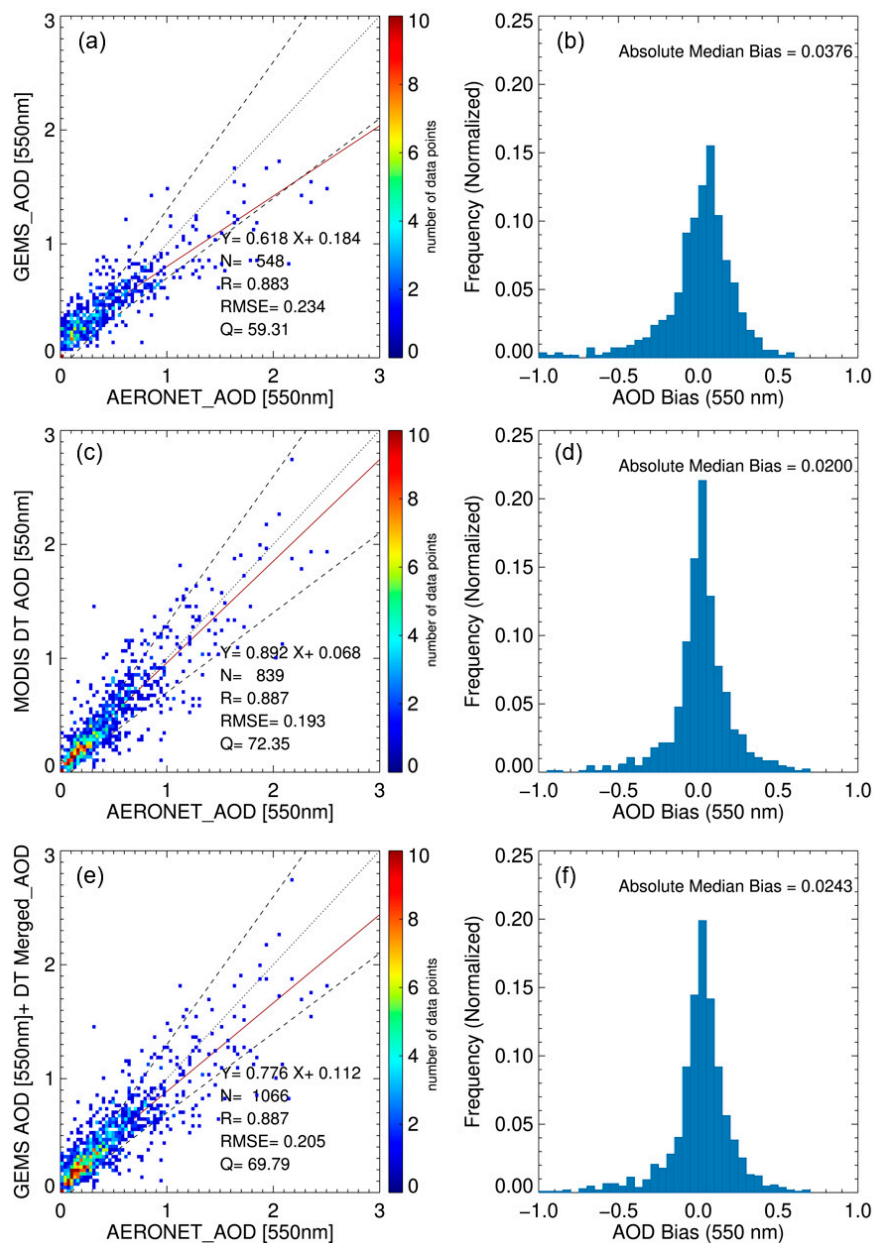 (a)
GEMS_AOD [550nm]
3
2
1
0
Y= 0.618 X+ 0.184
N= 548
R= 0.883
RMSE= 0.234
Q= 59.31
0 1 2 3
AERONET_AOD [550nm]
10
8
6
4
2
0
number of data points
(b)
Absolute Median Bias = 0.0376
Frequency (Normalized)
0.25
0.20
0.15
0.10
0.05
0.00
−1.0 −0.5 0.0 0.5 1.0
AOD Bias (550 nm)
(c)
MODIS DT AOD [550nm]
3
2
1
0
Y= 0.892 X+ 0.068
N= 839
R= 0.887
RMSE= 0.193
Q= 72.35
0 1 2 3
AERONET_AOD [550nm]
10
8
6
4
2
0
number of data points
(d)
Absolute Median Bias = 0.0200
Frequency (Normalized)
0.25
0.20
0.15
0.10
0.05
0.00
−1.0 −0.5 0.0 0.5 1.0
AOD Bias (550 nm)
(e)
GEMS AOD [550nm]+ DT Merged_AOD
3
2
1
0
Y= 0.776 X+ 0.112
N= 1066
R= 0.887
RMSE= 0.205
Q= 69.79
0 1 2 3
AERONET_AOD [550nm]
10
8
6
4
2
0
number of data points
(f)
Absolute Median Bias = 0.0243
Frequency (Normalized)
0.25
0.20
0.15
0.10
0.05
0.00
−1.0 −0.5 0.0 0.5 1.0
AOD Bias (550 nm)